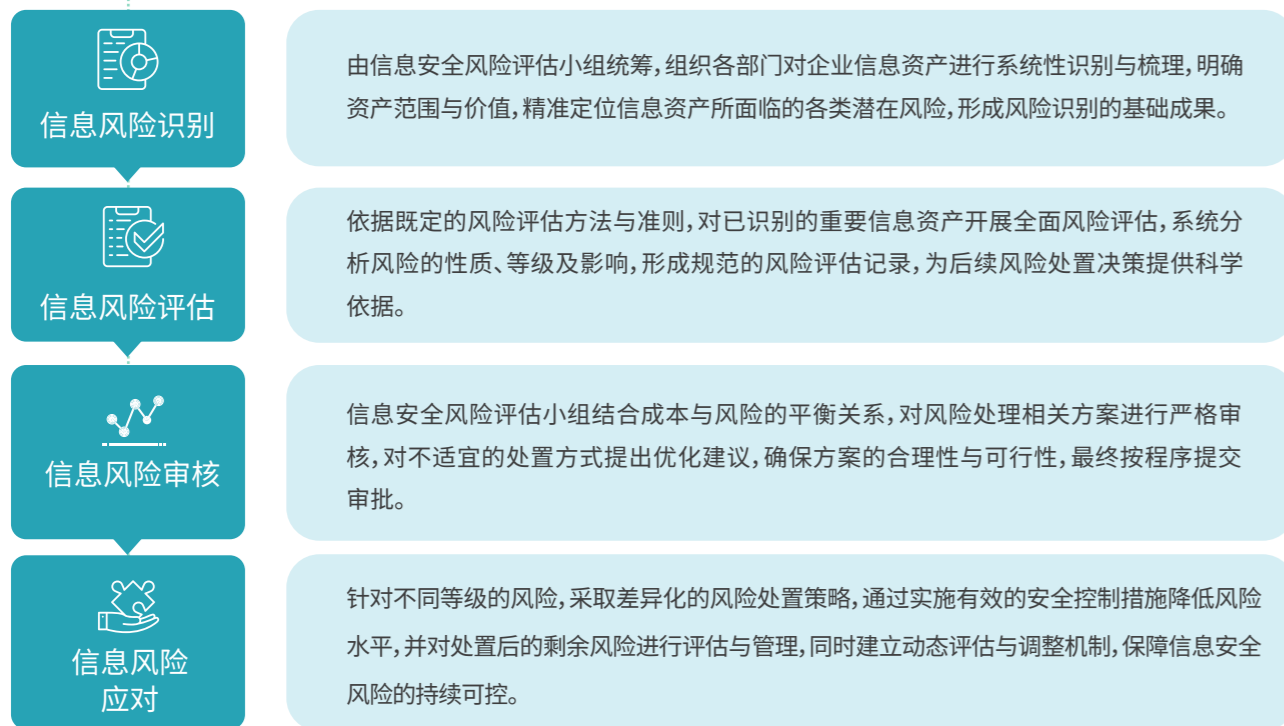 信息风险识别
由信息安全风险评估小组统筹，组织各部门对企业信息资产进行系统性识别与梳理，明确
资产范围与价值，精准定位信息资产所面临的各类潜在风险，形成风险识别的基础成果。
信息风险评估
依据既定的风险评估方法与准则，对已识别的重要信息资产开展全面风险评估，系统分
析风险的性质、等级及影响，形成规范的风险评估记录，为后续风险处置决策提供科学
依据。
信息风险审核
信息安全风险评估小组结合成本与风险的平衡关系，对风险处理相关方案进行严格审
核，对不适宜的处置方式提出优化建议，确保方案的合理性与可行性，最终按程序提交
审批。
信息风险
应对
针对不同等级的风险，采取差异化的风险处置策略，通过实施有效的安全控制措施降低风险
水平，并对处置后的剩余风险进行评估与管理，同时建立动态评估与调整机制，保障信息安全
风险的持续可控。